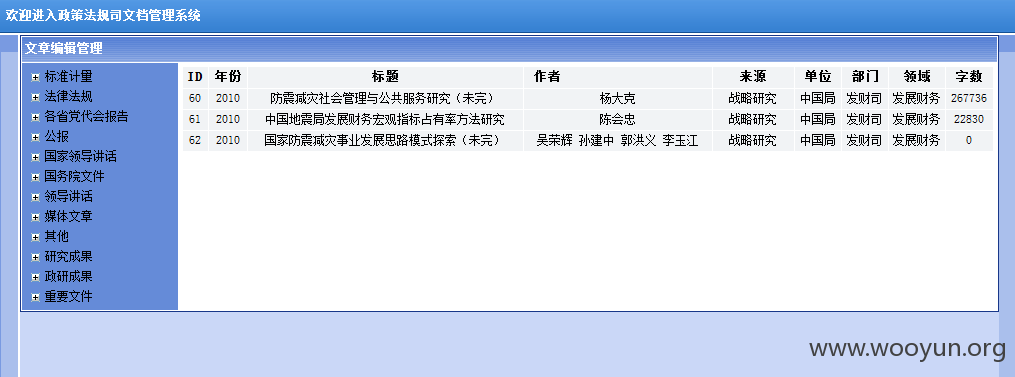 欢迎进入政策法规司文档管理系统
文章编辑管理
标准计量
法律法规
各省党代会报告
公报
国家领导讲话
国务院文件
领导讲话
媒体文章
其他
研究成果
政研成果
重要文件
ID 年份 标题 作者 来源 单位 部门 领域 字数
60 2010 防震减灾社会管理与公共服务研究（未完） 杨大克 战略研究 中国局 发财司 发展财务 267736
61 2010 中国地震局发展财务宏观指标占有率方法研究 陈会忠 战略研究 中国局 发财司 发展财务 22830
62 2010 国家防震减灾事业发展思路模式探索（未完） 吴荣辉 孙建中 郭洪义 李玉江 战略研究 中国局 发财司 发展财务 0
www.wooyun.org